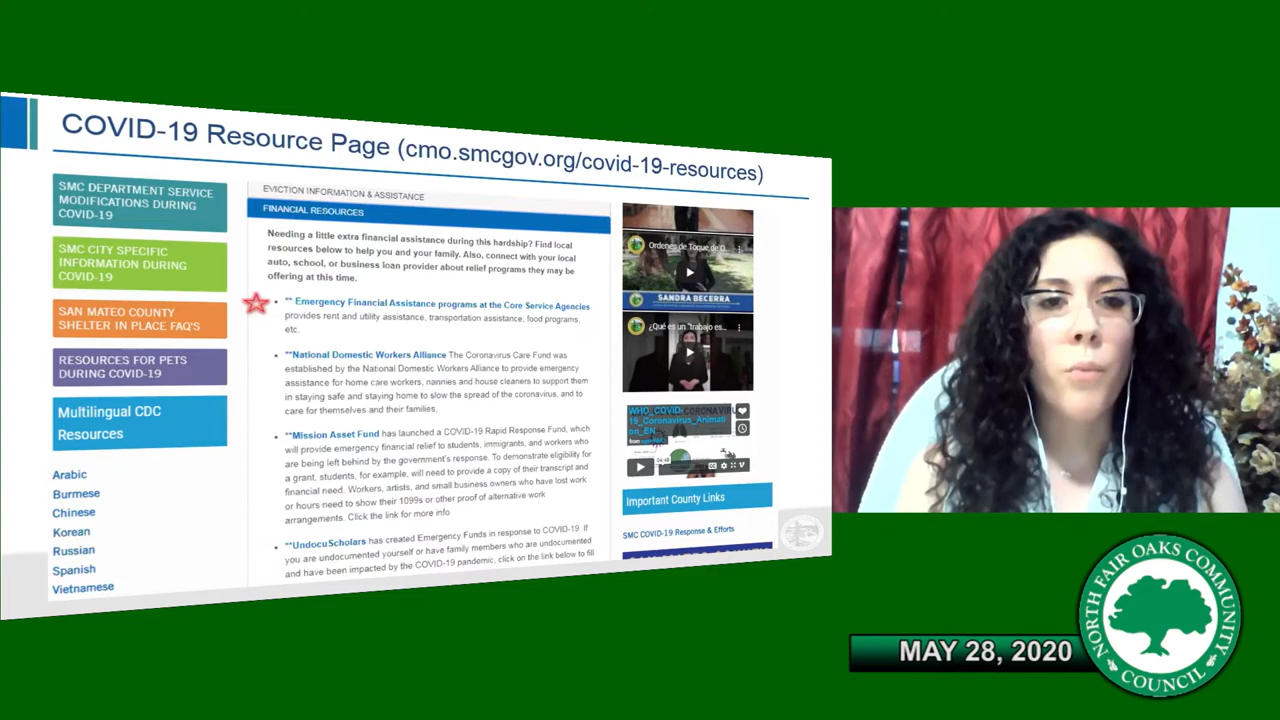 COVID-19 Resource Page (cmo.smcgov.org/covid-19-resources)
SMC DEPARTMENT SERVICE
MODIFICATIONS DURING
COVID-19
SMC CITY SPECIFIC
INFORMATION DURING
COVID-19
SAN MATEO COUNTY
SHELTER IN PLACE FAQ'S
RESOURCES FOR PETS
DURING COVID-19
Multilingual CDC
Resources
Arabic
Burmese
Chinese
Korean
Russian
Spanish
Vietnamese
EVICTION INFORMATION & ASSISTANCE
FINANCIAL RESOURCES
Needing a little extra financial assistance during this hardship? Find local
resources below to help you and your family. Also, connect with your local
auto, school, or business loan provider about relief programs they may be
offering at this time.
** Emergency Financial Assistance programs at the Core Service Agencies
provides rent and utility assistance, transportation assistance, food programs,
etc.
**National Domestic Workers Alliance The Coronavirus Care Fund was
established by the National Domestic Workers Alliance to provide emergency
assistance for home care workers, nannies and house cleaners to support them
in staying safe and staying home to slow the spread of the coronavirus, and to
care for themselves and their families.
**Mission Asset Fund has launched a COVID-19 Rapid Response Fund, which
will provide emergency financial relief to students, immigrants, and workers who
are being left behind by the government's response. To demonstrate eligibility for
a grant, students, for example, will need to provide a copy of their transcript and
financial need. Workers, artists, and small business owners who have lost work
or hours need to show their 1099s or other proof of alternative work
arrangements. Click the link for more info
**UndocuScholars has created Emergency Funds in response to COVID-19. If
you are undocumented yourself or have family members who are undocumented
and have been impacted by the COVID-19 pandemic, click on the link below to fill
Ordenes de Toque de Q...
SANDRA BECERRA
¿Qué es un "trabajo es...
WHO_COVID-
19_Coronavirus_Animati
on_EN
Important County Links
SMC COVID-19 Response & Efforts
MAY 28, 2020
NORTH FAIR OAKS COMMUNITY
COUNCIL